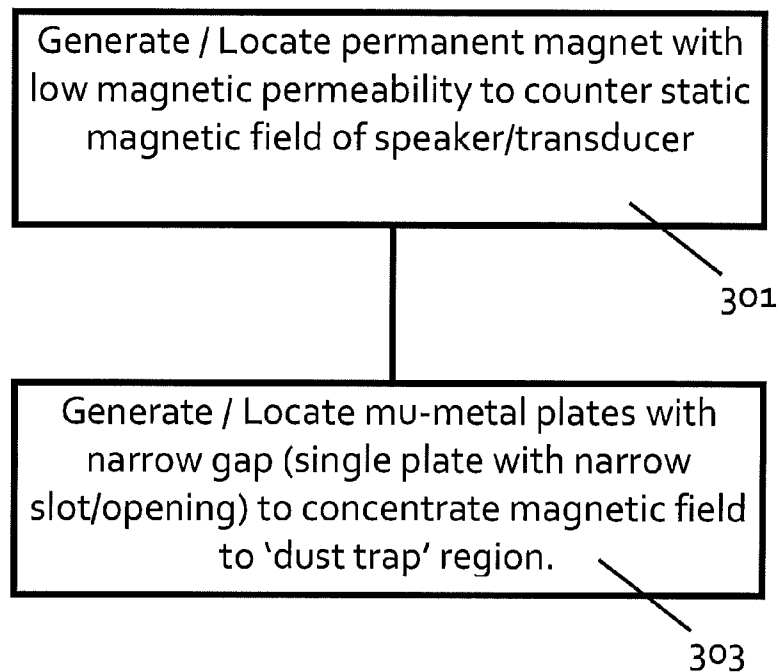 Generate / Locate permanent magnet with
low magnetic permeability to counter static
magnetic field of speaker/transducer
301
Generate / Locate mu-metal plates with
narrow gap (single plate with narrow
slot/opening) to concentrate magnetic field
to ‘dust trap’ region.
303